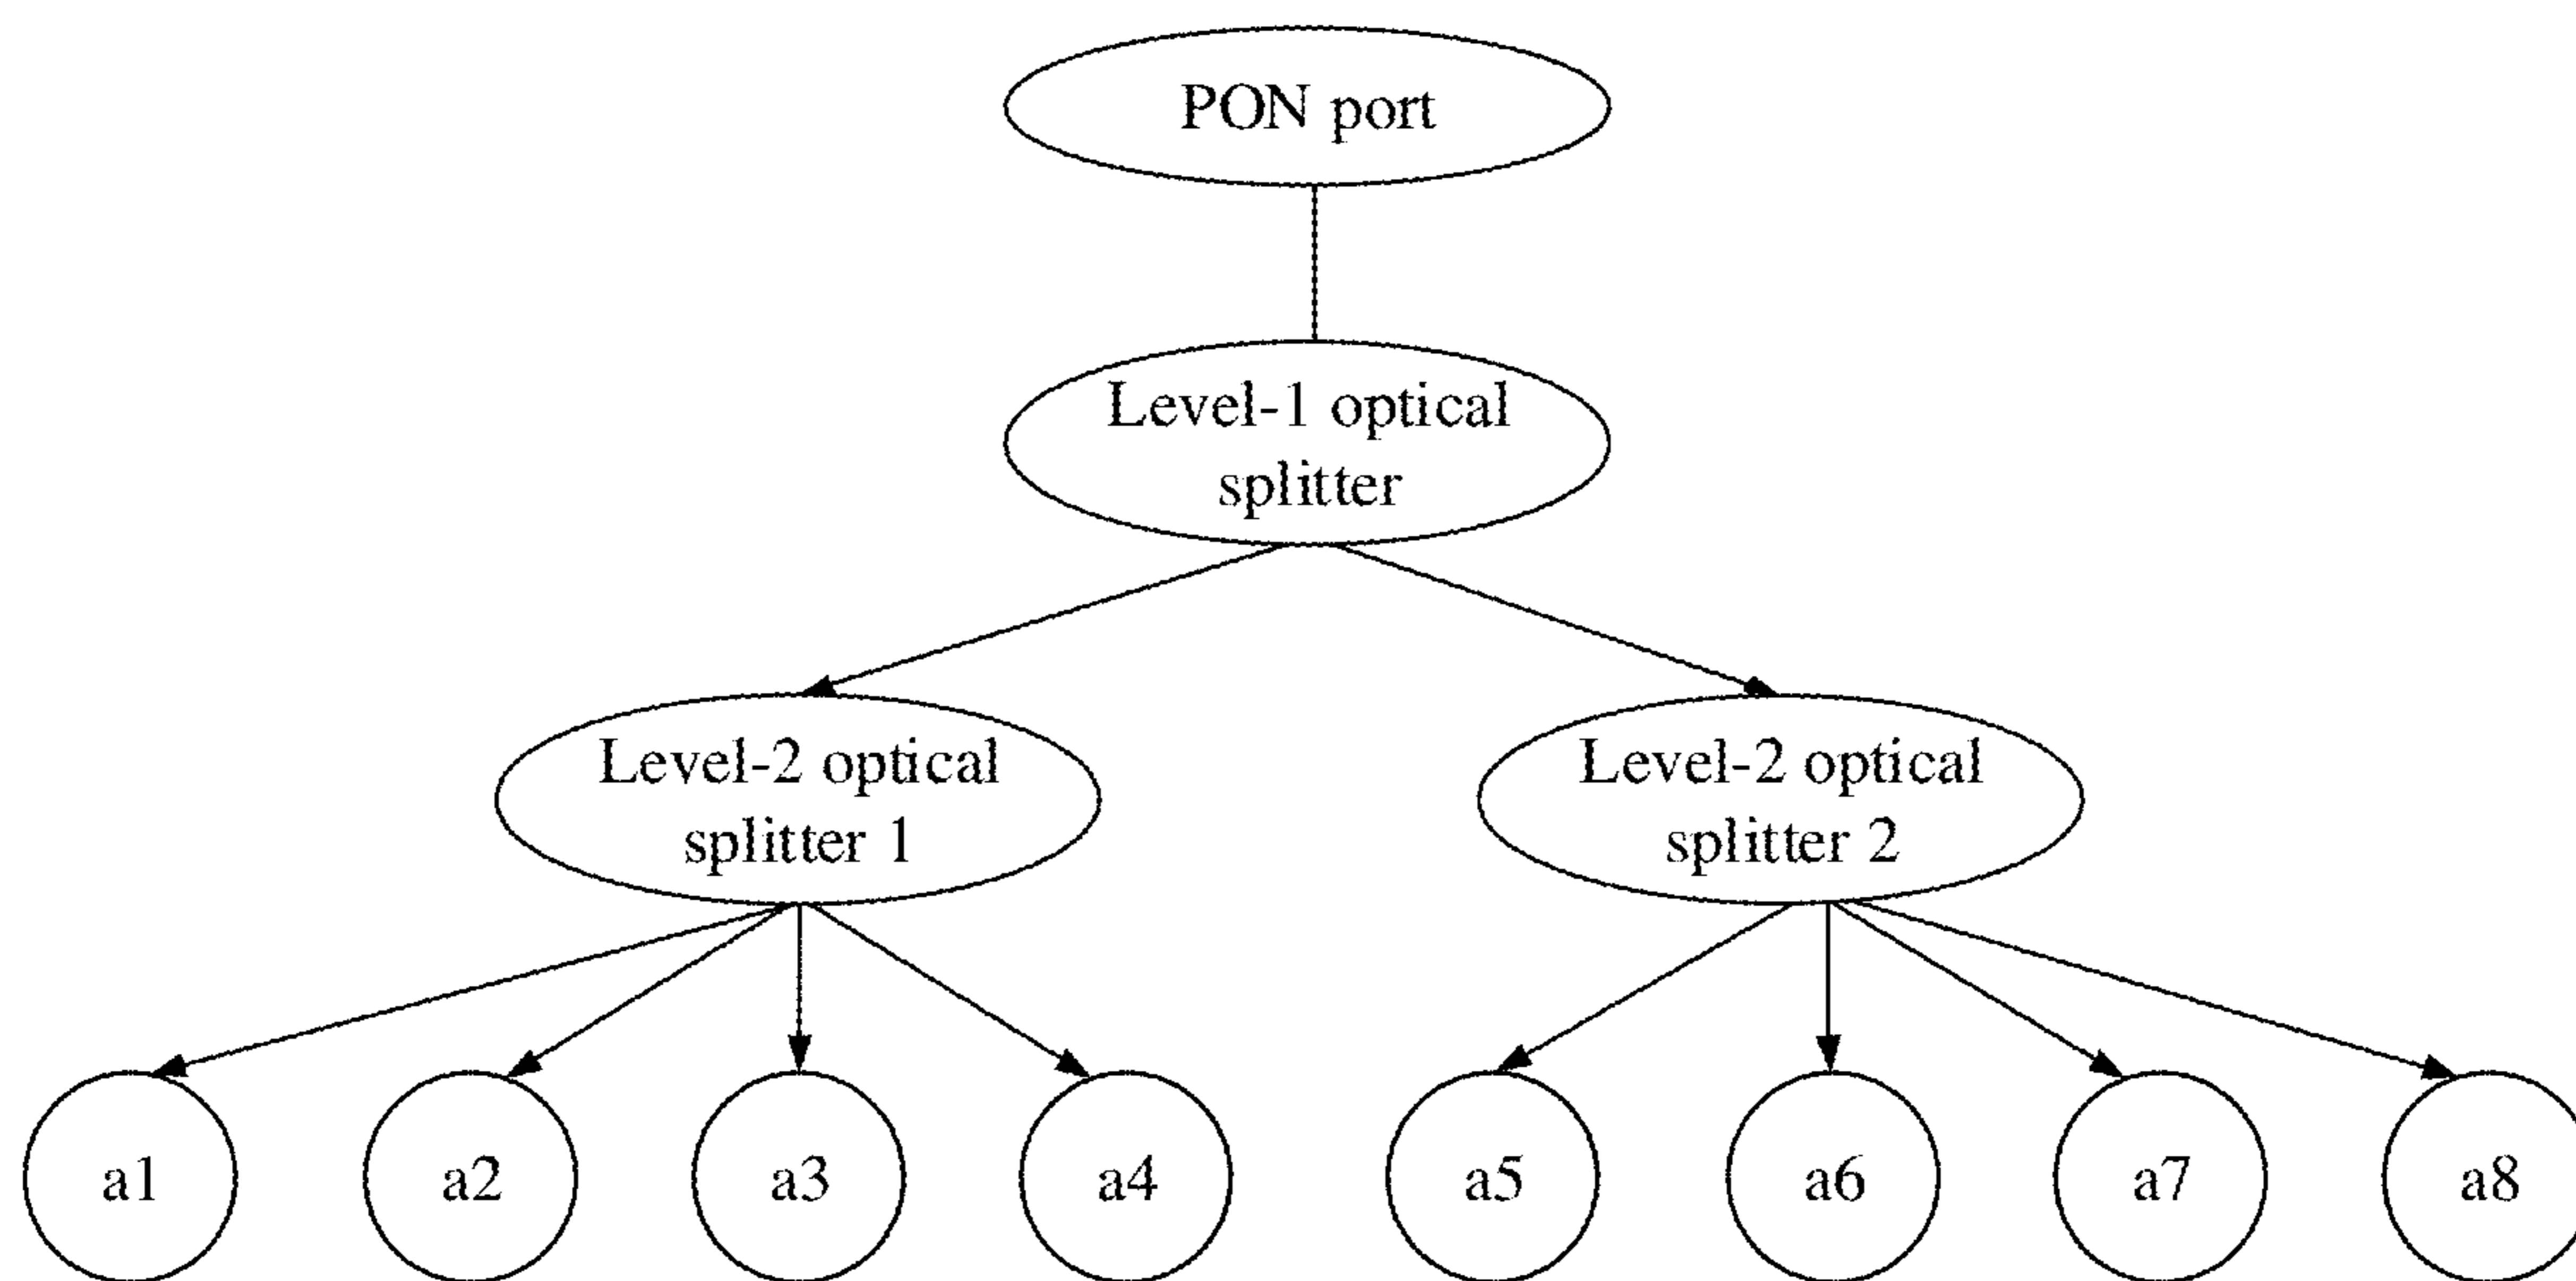 PON port
Level-1 optical
splitter
Level-2 optical
splitter 1
Level-2 optical
splitter 2
a1
a2
a3
a4
a5
a6
a7
a8